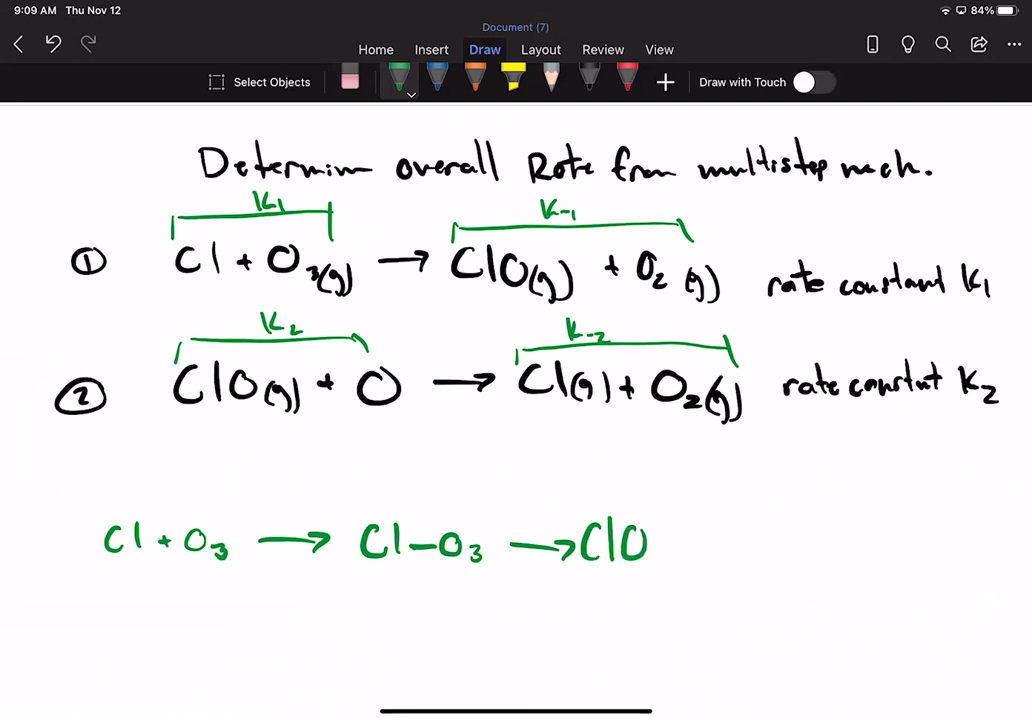 9:09 AM Thu Nov 12 84%
Document (7)
Home Insert Draw Layout Review View
Select Objects Draw with Touch
Determin overall Rate from multistep mech.
K1 K-1
① Cl + O3(g) → ClO(g) + O2 (g) rate constant K1
K2 K-2
② ClO(g) + O → Cl(g) + O2(g) rate constant K2
Cl + O3 → Cl-O3 → ClO